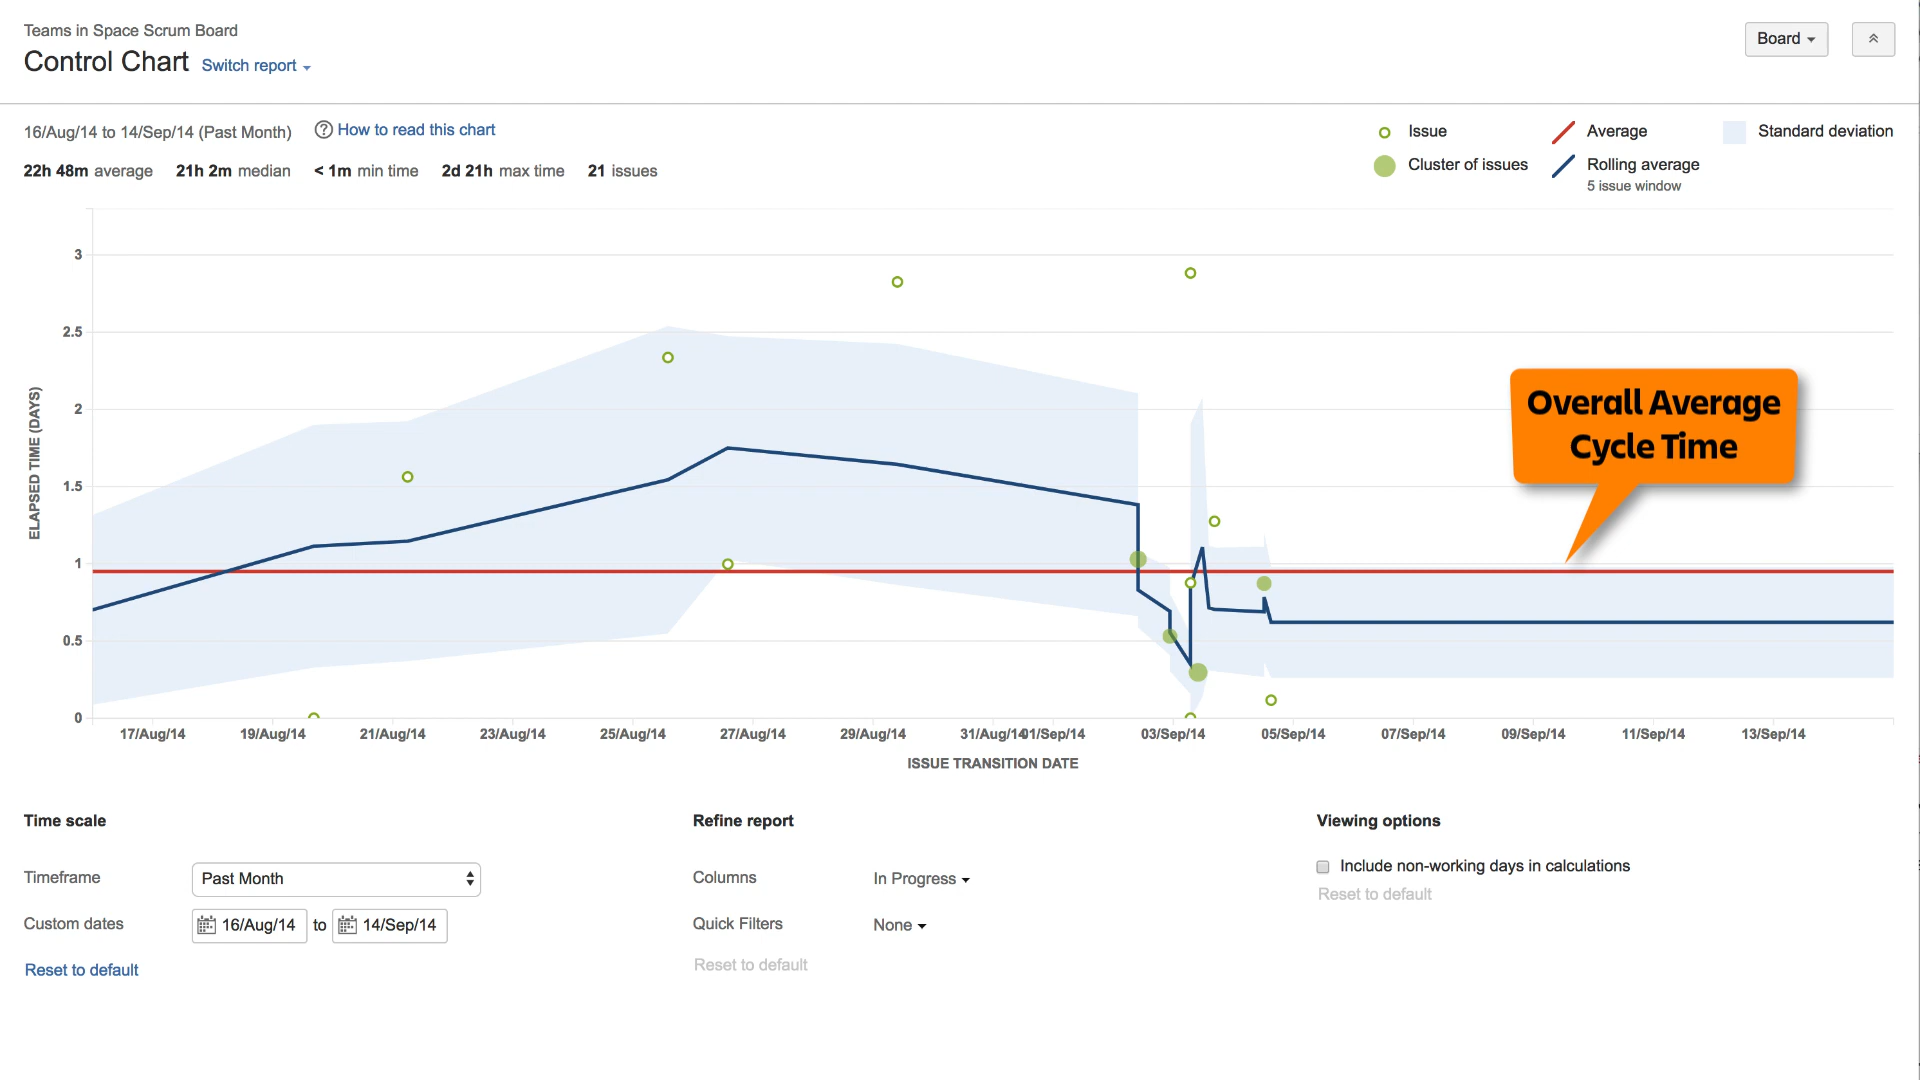 Teams in Space Scrum Board
Control Chart Switch report
Board
16/Aug/14 to 14/Sep/14 (Past Month) How to read this chart
22h 48m average 21h 2m median < 1m min time 2d 21h max time 21 issues
Issue Average Standard deviation
Cluster of issues Rolling average
5 issue window
3
2.5
2
1.5
1
0.5
0
ELAPSED TIME (DAYS)
Overall Average
Cycle Time
17/Aug/14 19/Aug/14 21/Aug/14 23/Aug/14 25/Aug/14 27/Aug/14 29/Aug/14 31/Aug/14 01/Sep/14 03/Sep/14 05/Sep/14 07/Sep/14 09/Sep/14 11/Sep/14 13/Sep/14
ISSUE TRANSITION DATE
Time scale
Timeframe Past Month
Custom dates 16/Aug/14 to 14/Sep/14
Reset to default
Refine report
Columns In Progress
Quick Filters None
Reset to default
Viewing options
Include non-working days in calculations
Reset to default